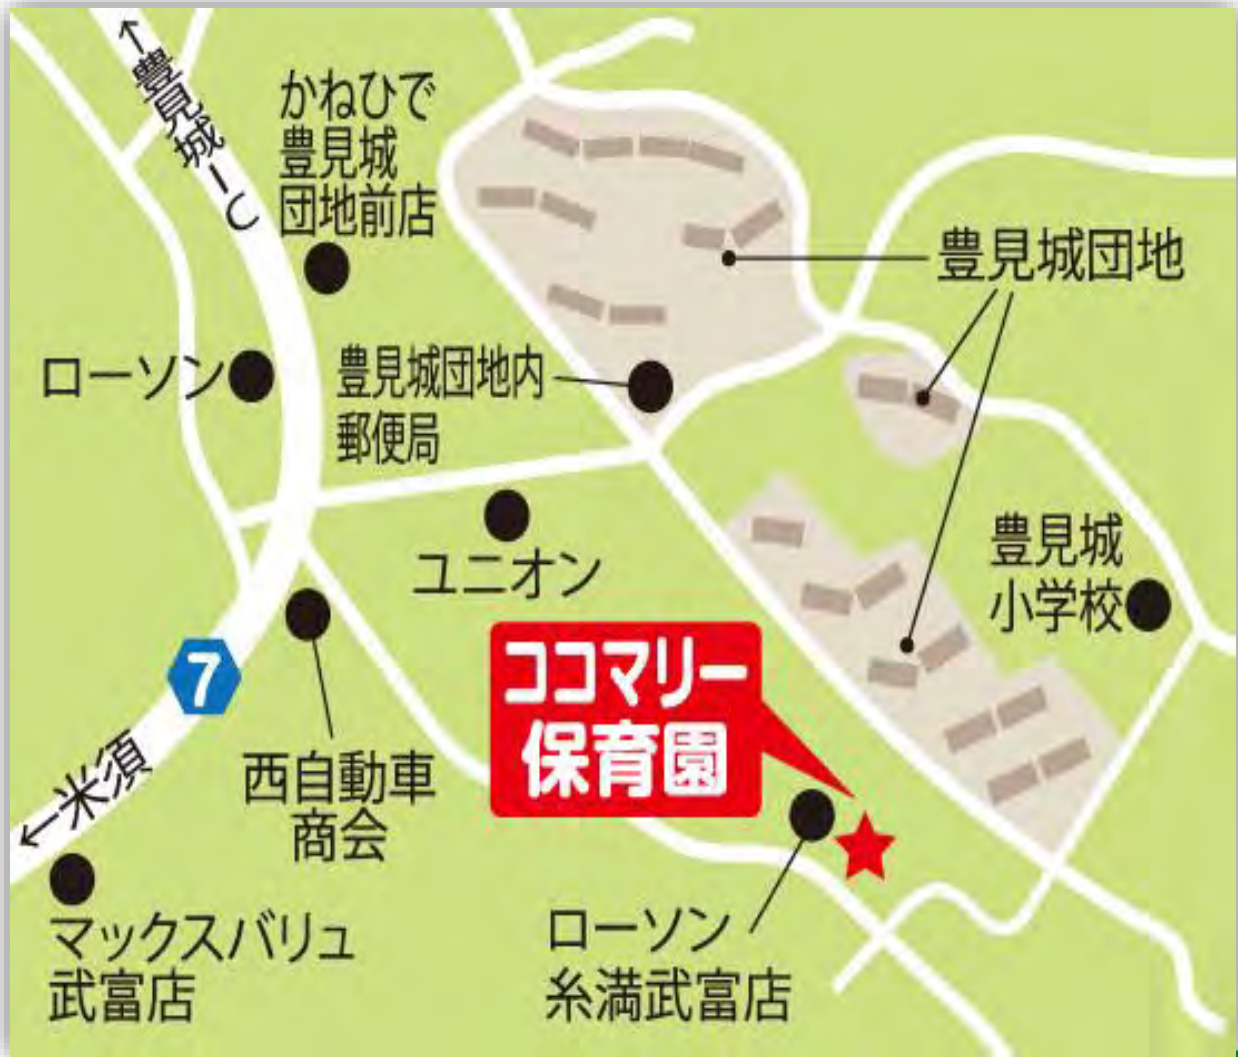 ↑豊見城IC
かねひで
豊見城
団地前店
豊見城団地
ローソン
豊見城団地内
郵便局
ユニオン
豊見城
小学校
7
ココマリー
保育園
←米須
西自動車
商会
マックスバリュ
武富店
ローソン
糸満武富店